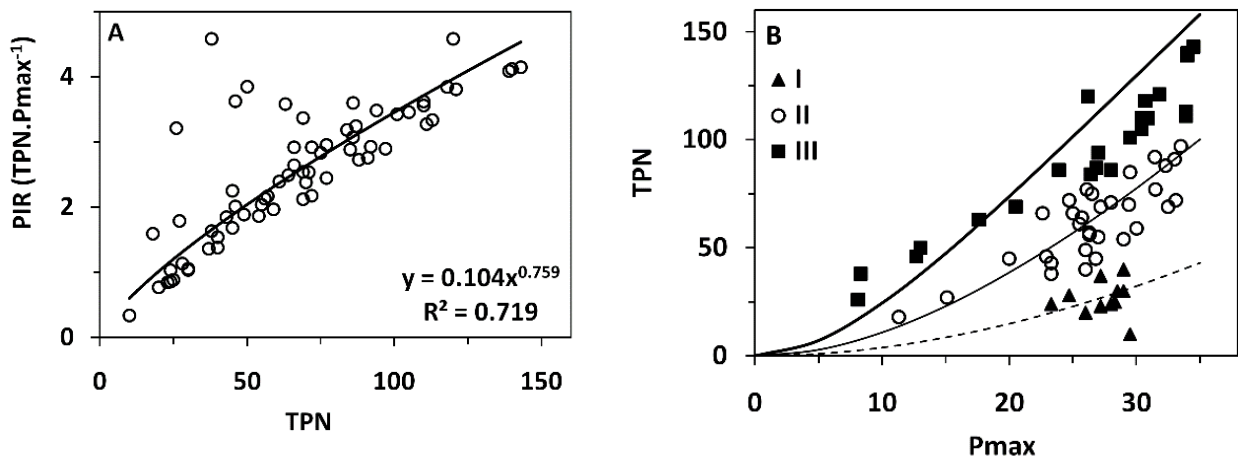 A
PIR (TPN.Pmax⁻¹)
4
2
0
y = 0.104x⁰·⁷⁵⁹
R² = 0.719
0 50 100 150
TPN
B
I
II
III
TPN
150
100
50
0
0 10 20 30
Pmax